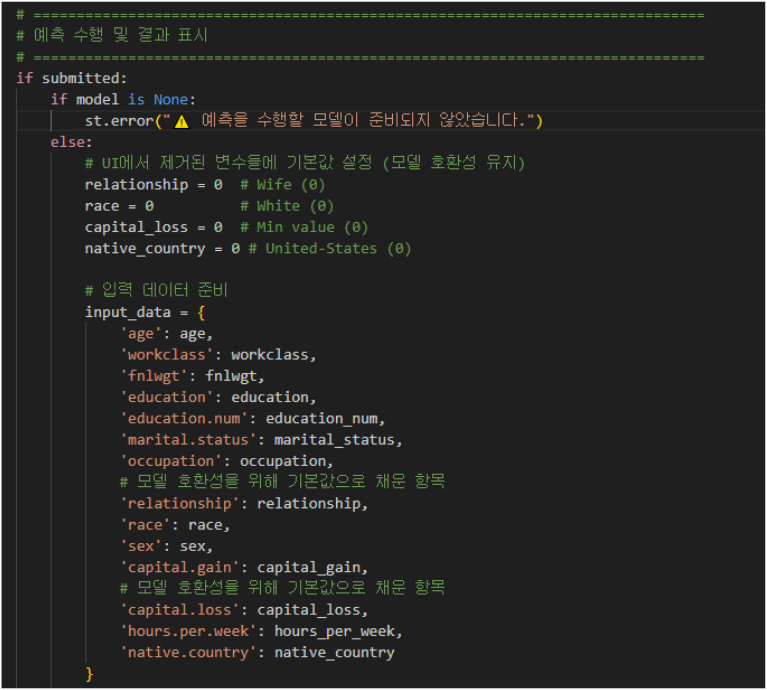 # ==============================================================================
# 예측 수행 및 결과 표시
# ==============================================================================
if submitted:
    if model is None:
        st.error("⚠️ 예측을 수행할 모델이 준비되지 않았습니다.")
    else:
        # UI에서 제거된 변수들에 기본값 설정 (모델 호환성 유지)
        relationship = 0  # Wife (0)
        race = 0          # White (0)
        capital_loss = 0  # Min value (0)
        native_country = 0 # United-States (0)

        # 입력 데이터 준비
        input_data = {
            'age': age,
            'workclass': workclass,
            'fnlwgt': fnlwgt,
            'education': education,
            'education.num': education_num,
            'marital.status': marital_status,
            'occupation': occupation,
            # 모델 호환성을 위해 기본값으로 채운 항목
            'relationship': relationship,
            'race': race,
            'sex': sex,
            'capital.gain': capital_gain,
            # 모델 호환성을 위해 기본값으로 채운 항목
            'capital.loss': capital_loss,
            'hours.per.week': hours_per_week,
            'native.country': native_country
        }